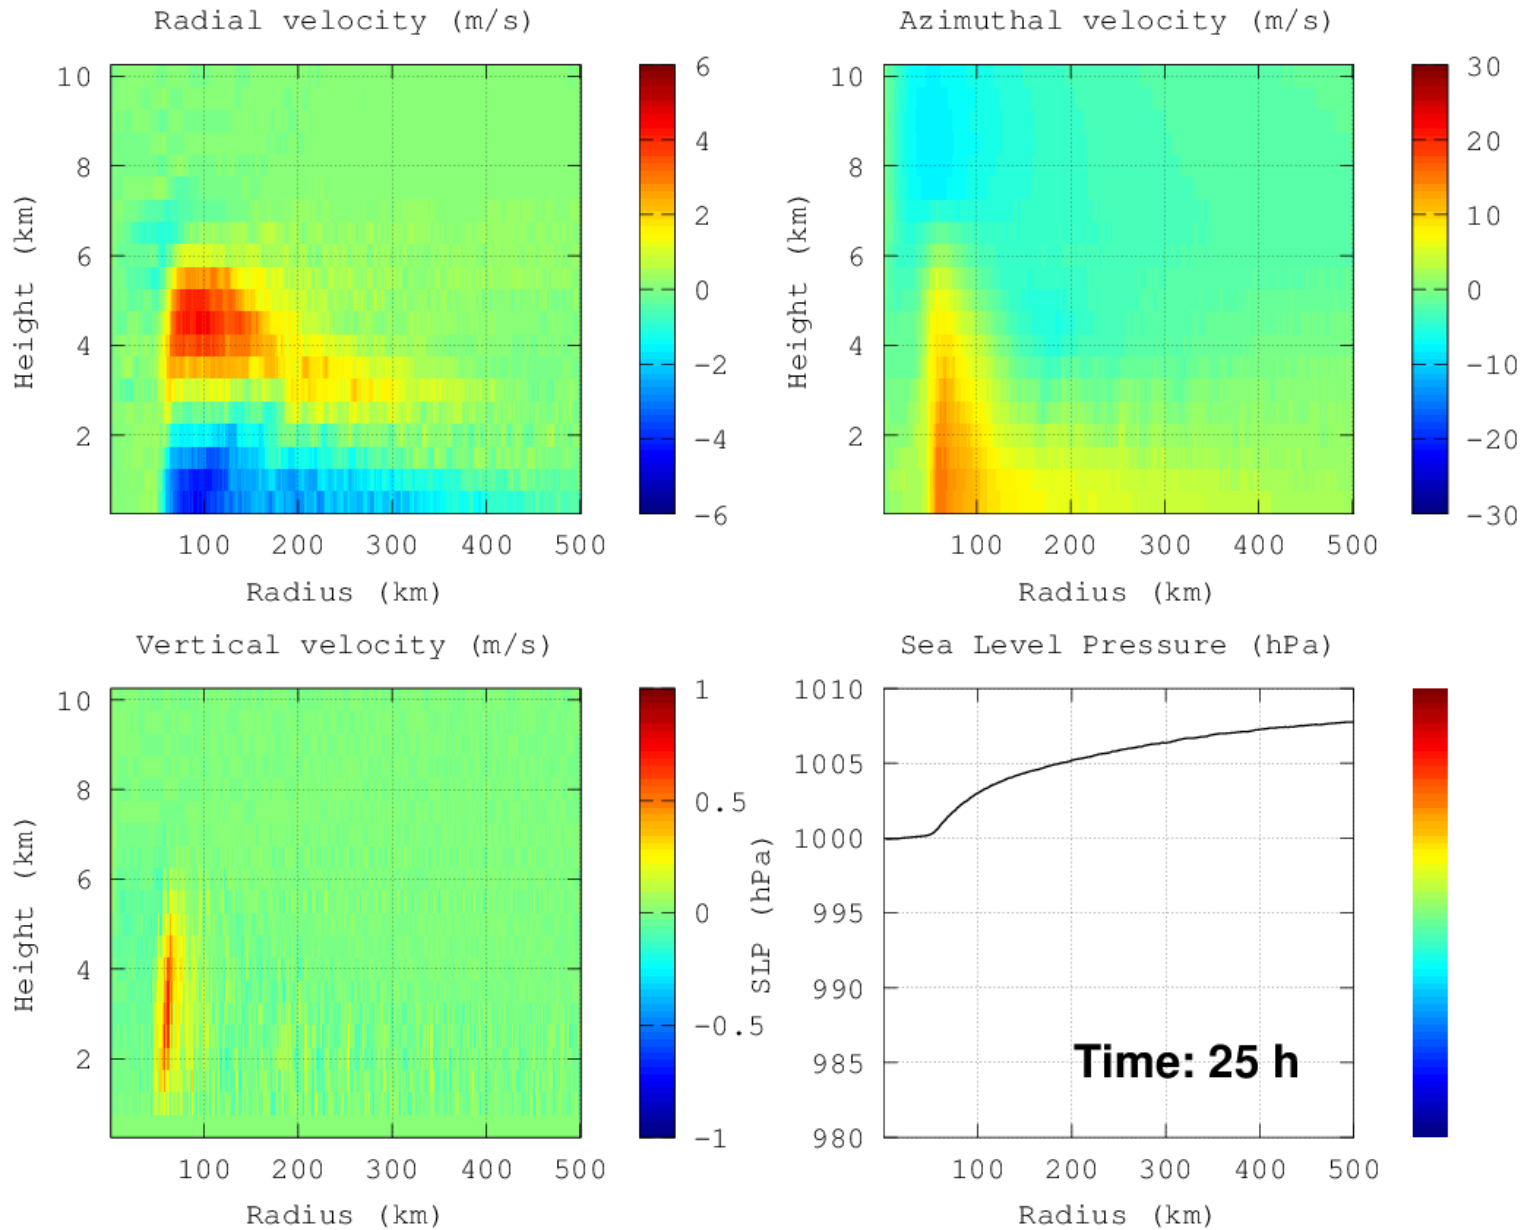 Radial velocity (m/s)
Azimuthal velocity (m/s)
10
8
6
4
2
Height (km)
100 200 300 400 500
Radius (km)
6
4
2
0
−2
−4
−6
10
8
6
4
2
Height (km)
100 200 300 400 500
Radius (km)
30
20
10
0
−10
−20
−30
Vertical velocity (m/s)
Sea Level Pressure (hPa)
10
8
6
4
2
Height (km)
100 200 300 400 500
Radius (km)
1
0.5
0
−0.5
−1
1010
1005
1000
995
990
985
980
SLP (hPa)
Time: 25 h
100 200 300 400 500
Radius (km)